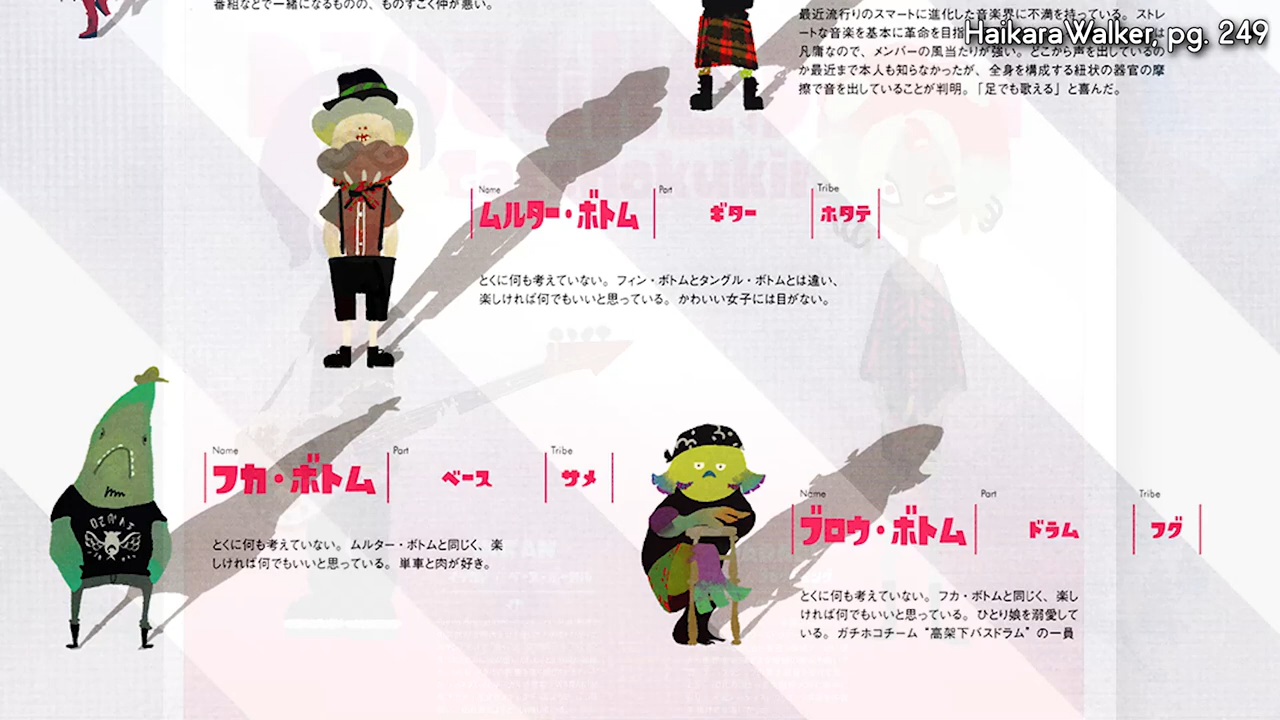 番組などで一緒になるものの、ものすごく仲が悪い。
最近流行りのスマートに進化した音楽界に不満を持っている。ストレ
ートな音楽を基本に革命を目指
は
凡庸なので、メンバーの風当たりが強い。どこから声を出しているの
か最近まで本人も知らなかったが、全身を構成する紐状の器官の摩
擦で音を出していることが判明。「足でも歌える」と喜んだ。
Haikara Walker, pg. 249
Name
Part
Tribe
ムルター・ボトム
ギター
ホタテ
とくに何も考えていない。フィン・ボトムとタングル・ボトムとは違い、
楽しければ何でもいいと思っている。かわいい女子には目がない。
Name
Part
Tribe
フカ・ボトム
ベース
サメ
とくに何も考えていない。ムルター・ボトムと同じく、楽
しければ何でもいいと思っている。単車と肉が好き。
Name
Part
Tribe
ブロウ・ボトム
ドラム
フグ
とくに何も考えていない。フカ・ボトムと同じく、楽し
ければ何でもいいと思っている。ひとり娘を溺愛して
いる。ガチホコチーム“高架下バスドラム”の一員